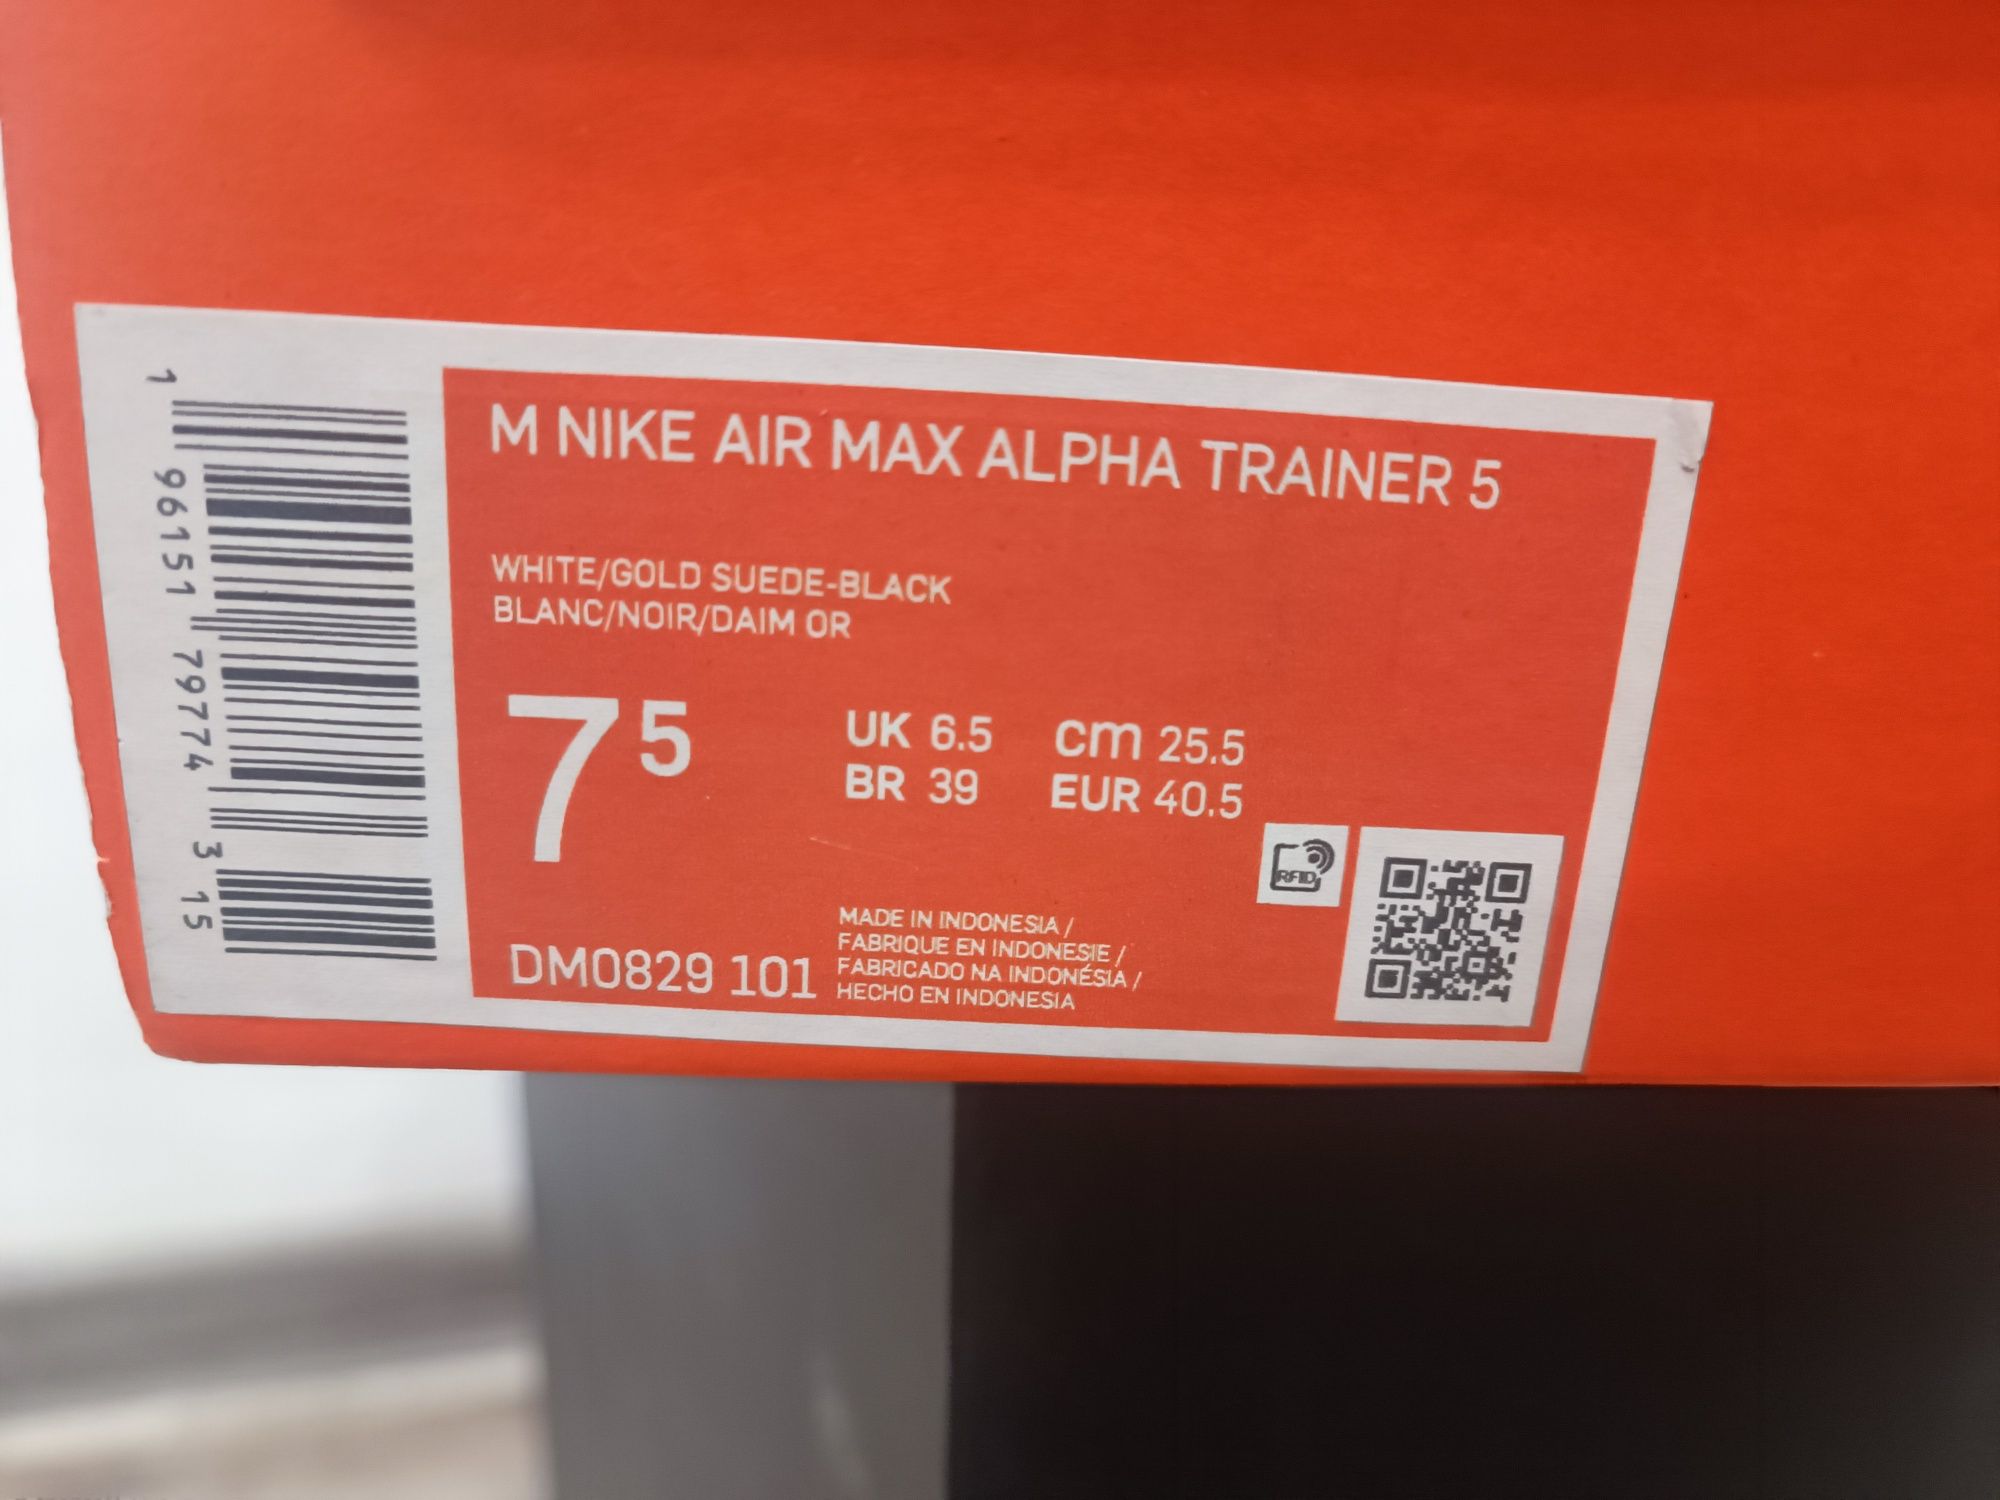 M NIKE AIR MAX ALPHA TRAINER 5
WHITE/GOLD SUEDE-BLACK
BLANC/NOIR/DAIM OR
7 5
UK 6.5 cm 25.5
BR 39 EUR 40.5
RFID
DM0829 101
MADE IN INDONESIA /
FABRIQUE EN INDONESIE /
FABRICADO NA INDONÉSIA /
HECHO EN INDONESIA
1 96151 79774 3 15